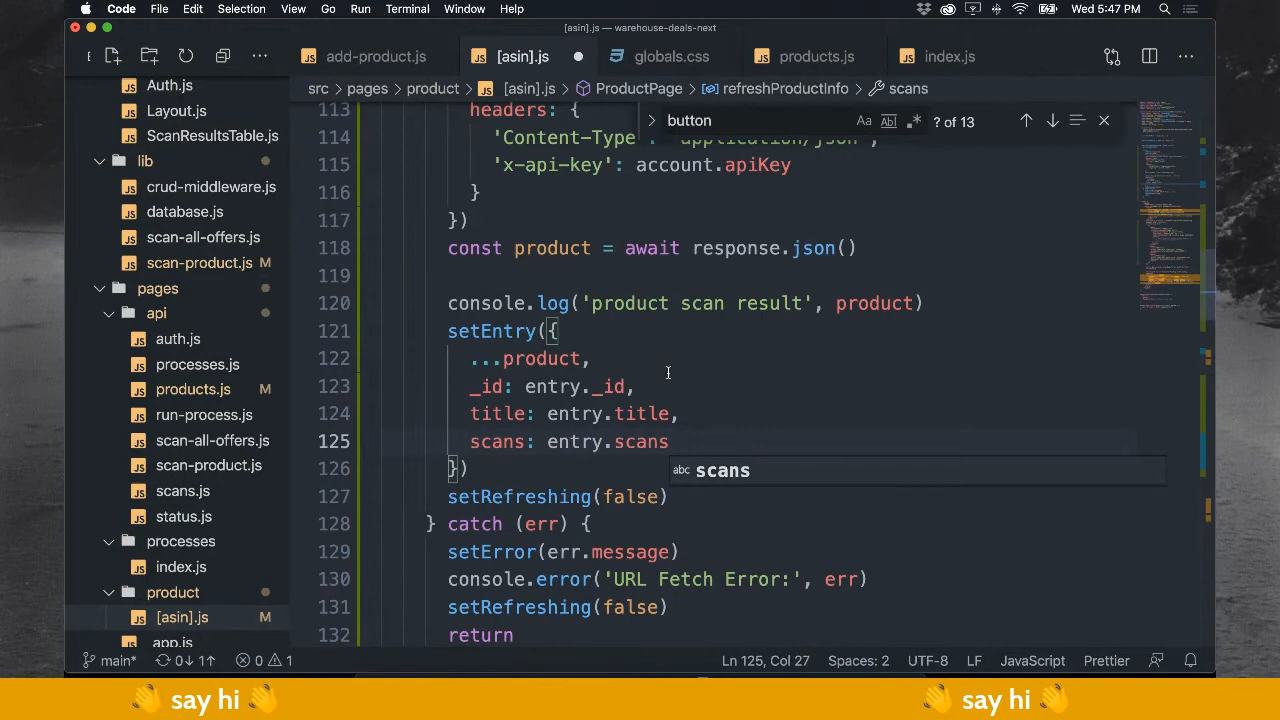 Code File Edit Selection View Go Run Terminal Window Help Wed 5:47 PM
[asin].js — warehouse-deals-next
add-product.js [asin].js globals.css products.js index.js
src > pages > product > [asin].js > ProductPage > refreshProductInfo > scans
button Aa Ab ? of 13
Auth.js
Layout.js
ScanResultsTable.js
lib
crud-middleware.js
database.js
scan-all-offers.js
scan-product.js M
pages
api
auth.js
processes.js
products.js M
run-process.js
scan-all-offers.js
scan-product.js
scans.js
status.js
processes
index.js
product
[asin].js M
app.js
113 headers: {
114 'Content-Type': 'application/json',
115 'x-api-key': account.apiKey
116 }
117 })
118 const product = await response.json()
119
120 console.log('product scan result', product)
121 setEntry({
122 ...product,
123 _id: entry._id,
124 title: entry.title,
125 scans: entry.scans
126 })
abc scans
127 setRefreshing(false)
128 } catch (err) {
129 setError(err.message)
130 console.error('URL Fetch Error:', err)
131 setRefreshing(false)
132 return
main* 0↓ 1↑ 0 1 Ln 125, Col 27 Spaces: 2 UTF-8 LF JavaScript Prettier
👋 say hi 👋 👋 say hi 👋